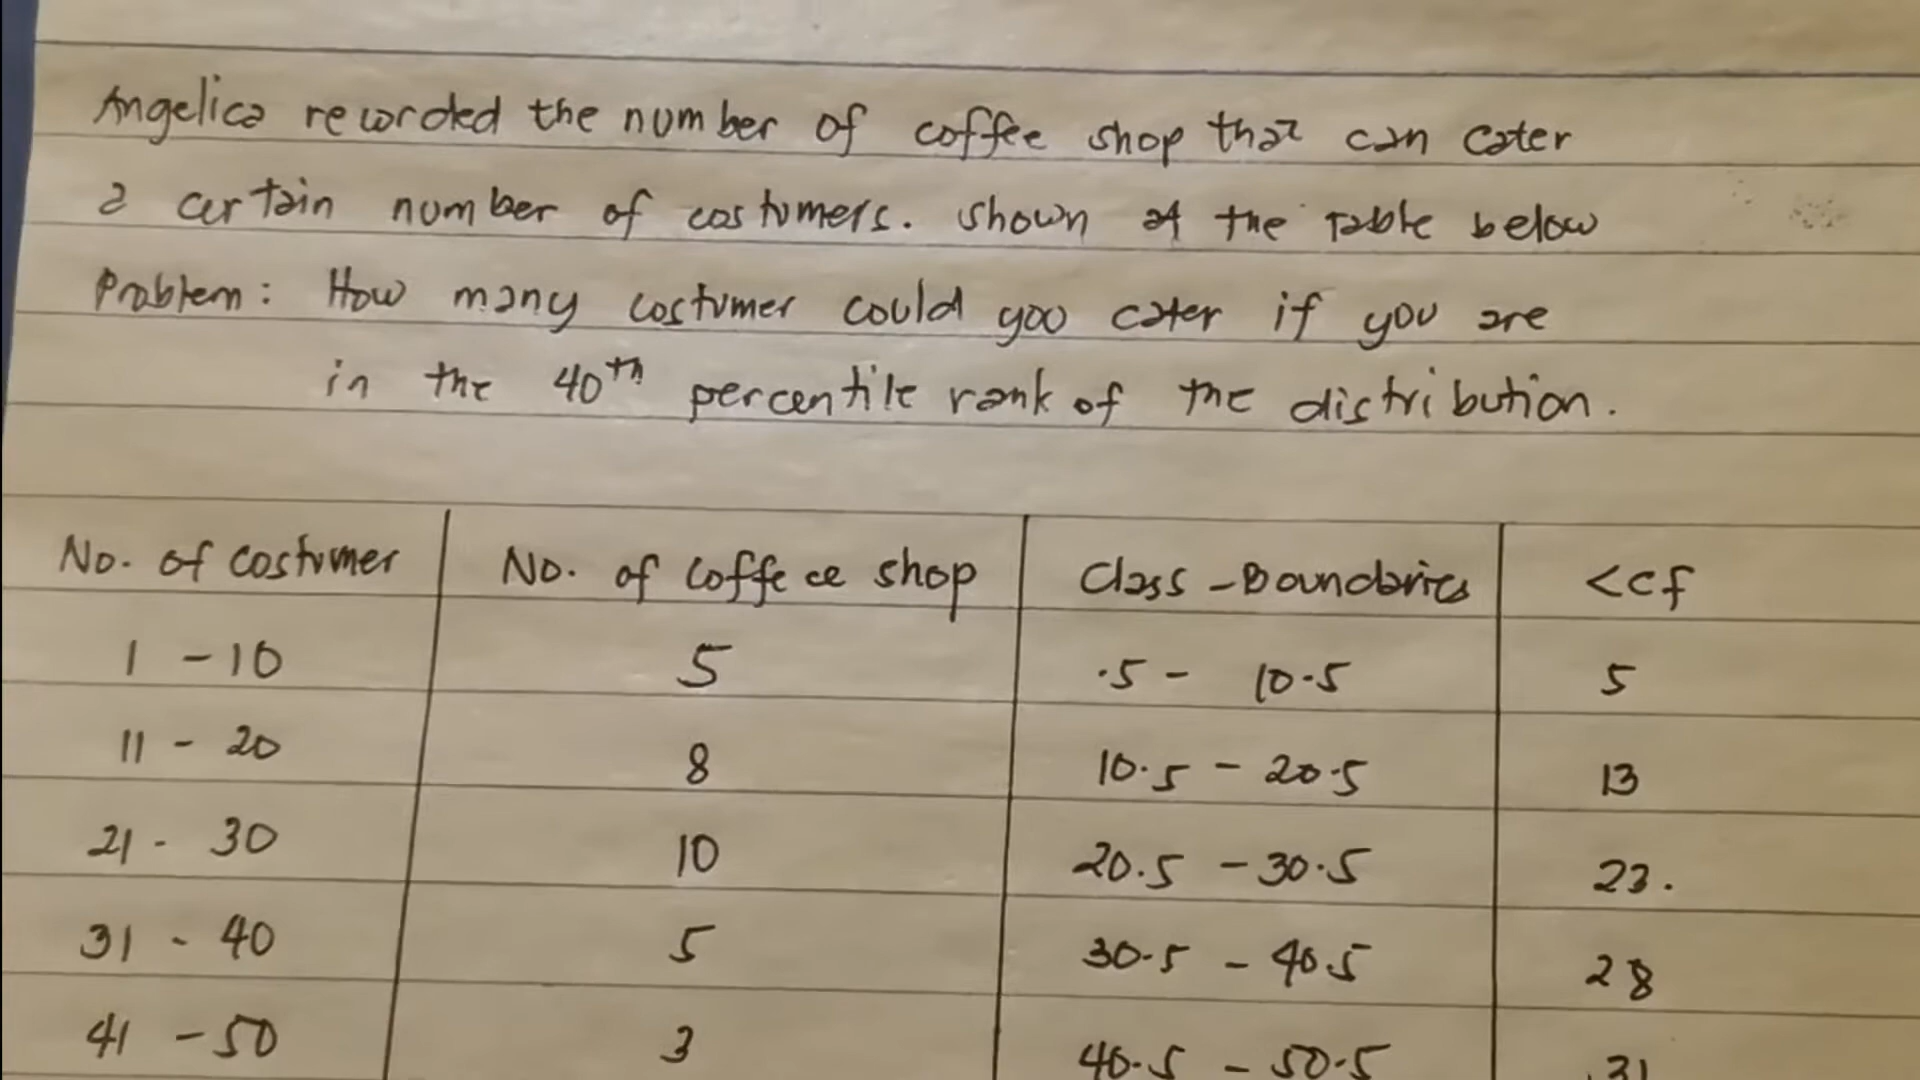 Angelica recorded the number of coffee shop that can cater
a certain number of costumers. shown at the table below
Problem: How many costumer could you cater if you are
in the 40th percentile rank of the distribution.
No. of costumer No. of coffee ce shop Class - Boundaries <cf
1 - 10 5 .5 - 10.5 5
11 - 20 8 10.5 - 20.5 13
21 - 30 10 20.5 - 30.5 23.
31 - 40 5 30.5 - 40.5 28
41 - 50 3 40.5 - 50.5 31